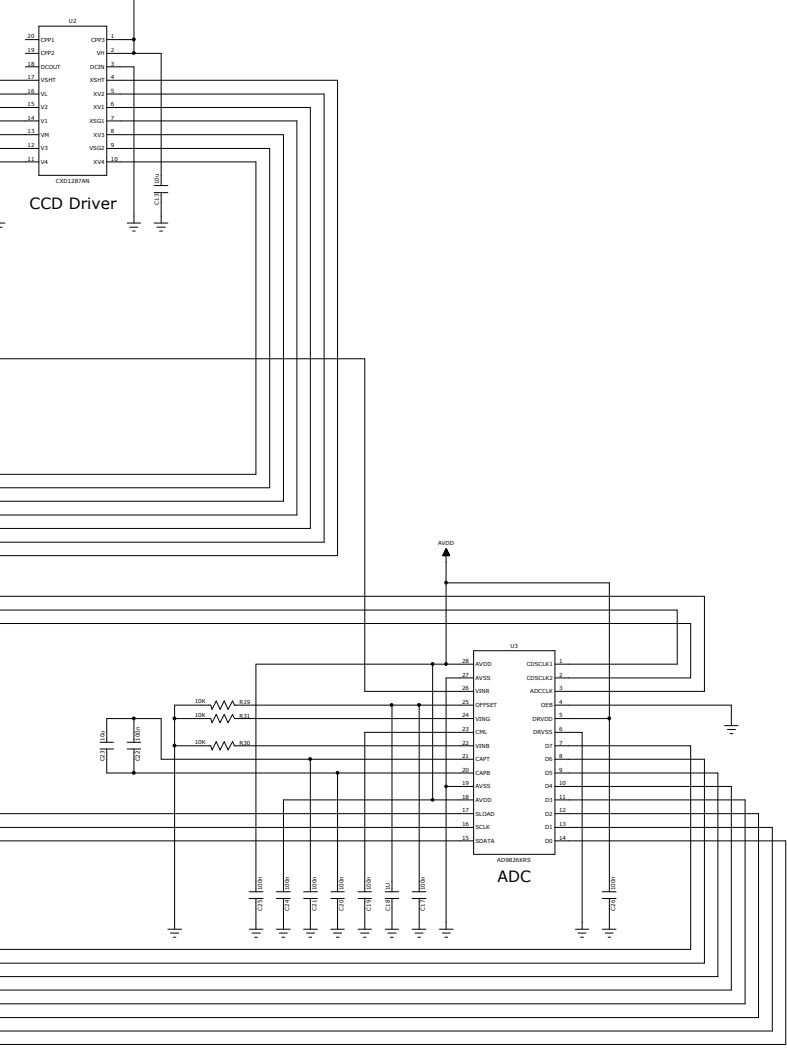 U2
20 CPP1 CPP3 1
19 CPP2 VH 2
18 DCOUT DCIN 3
17 VSHT XSHT 4
16 VL XV2 5
15 V2 XV1 6
14 V1 XSG1 7
13 VM XV3 8
12 V3 VSG2 9
11 V4 XV4 10
CXD1267AN
10u
C13
CCD Driver
AVDD
U3
28 AVDD CDSCLK1 1
27 AVSS CDSCLK2 2
26 VINR ADCCLK 3
10K R19
25 OFFSET OEB 4
10K R31
24 VING DRVDD 5
23 CML DRVSS 6
10K R30
22 VINB D7 7
21 CAPT D6 8
20 CAPB D5 9
19 AVSS D4 10
18 AVDD D3 11
17 SLOAD D2 12
16 SCLK D1 13
15 SDATA D0 14
10u
C23
100n
C22
AD9826KRS
ADC
100n
C25
100n
C24
100n
C21
100n
C20
100n
C19
1U
C18
100n
C17
100n
C26